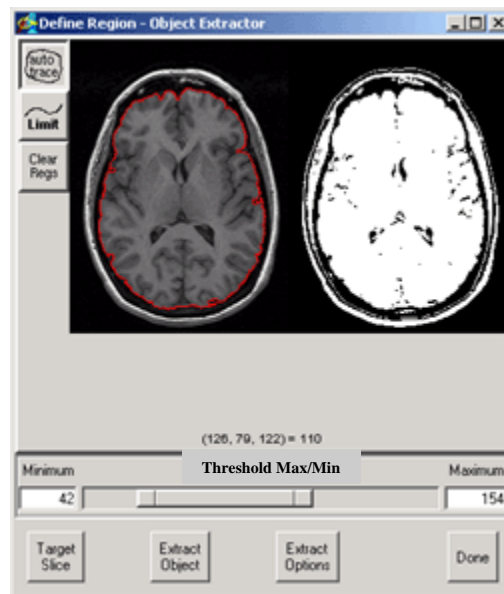 Define Region - Object Extractor
auto
trace
Limit
Clear
Regs
(126, 79, 122) = 110
Threshold Max/Min
Minimum
Maximum
42
154
Target
Slice
Extract
Object
Extract
Options
Done